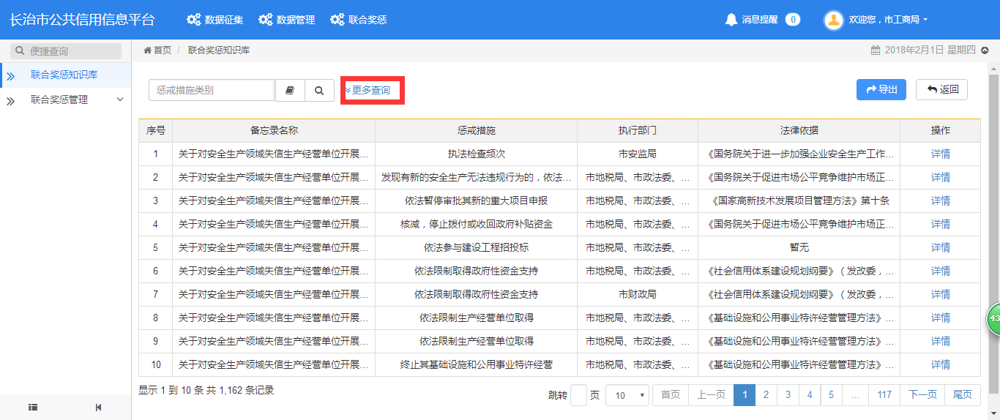 长治市公共信用信息平台 数据征集 数据管理 联合奖惩 消息提醒 0 欢迎您，市工商局
便捷查询 首页 / 联合奖惩知识库 2018年2月1日 星期四
联合奖惩知识库
联合奖惩管理
惩戒措施类别 更多查询 导出 返回
序号 备忘录名称 惩戒措施 执行部门 法律依据 操作
1 关于对安全生产领域失信生产经营单位开展... 执法检查频次 市安监局 《国务院关于进一步加强企业安全生产工作... 详情
2 关于对安全生产领域失信生产经营单位开展... 发现有新的安全生产无法违规行为的，依法... 市地税局、市政法委、... 《国务院关于促进市场公平竞争维护市场正... 详情
3 关于对安全生产领域失信生产经营单位开展... 依法暂停审批其新的重大项目申报 市地税局、市政法委、... 《国家高新技术发展项目管理方法》第十条 详情
4 关于对安全生产领域失信生产经营单位开展... 核减，停止拨付或收回政府补贴资金 市地税局、市政法委、... 《国务院关于促进市场公平竞争维护市场正... 详情
5 关于对安全生产领域失信生产经营单位开展... 依法参与建设工程招投标 市地税局、市政法委、... 暂无 详情
6 关于对安全生产领域失信生产经营单位开展... 依法限制取得政府性资金支持 市地税局、市政法委、... 《社会信用体系建设规划纲要》（发改委，... 详情
7 关于对安全生产领域失信生产经营单位开展... 依法限制取得政府性资金支持 市财政局 《社会信用体系建设规划纲要》（发改委，... 详情
8 关于对安全生产领域失信生产经营单位开展... 依法限制生产经营单位取得 市地税局、市政法委、... 《基础设施和公用事业特许经营管理方法》... 详情
9 关于对安全生产领域失信生产经营单位开展... 依法限制生产经营单位取得 市地税局、市政法委、... 《基础设施和公用事业特许经营管理方法》... 详情
10 关于对安全生产领域失信生产经营单位开展... 终止其基础设施和公用事业特许经营 市地税局、市政法委、... 《基础设施和公用事业特许经营管理方法》... 详情
显示 1 到 10 条 共 1,162 条记录
跳转 页 10 首页 上一页 1 2 3 4 5 ... 117 下一页 尾页